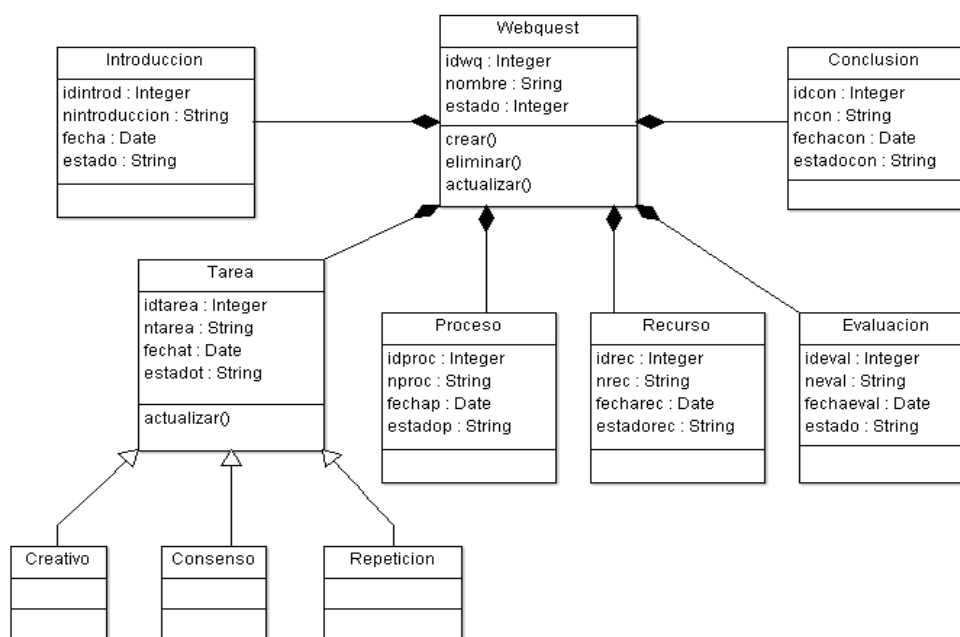 Webquest
idwq : Integer
nombre : Sring
estado : Integer
crear()
eliminar()
actualizar()
Introduccion
idintrod : Integer
nintroduccion : String
fecha : Date
estado : String
Conclusion
idcon : Integer
ncon : String
fechacon : Date
estadocon : String
Tarea
idtarea : Integer
ntarea : String
fechat : Date
estadot : String
actualizar()
Proceso
idproc : Integer
nproc : String
fechap : Date
estadop : String
Recurso
idrec : Integer
nrec : String
fecharec : Date
estadorec : String
Evaluacion
ideval : Integer
neval : String
fechaeval : Date
estado : String
Creativo
Consenso
Repeticion